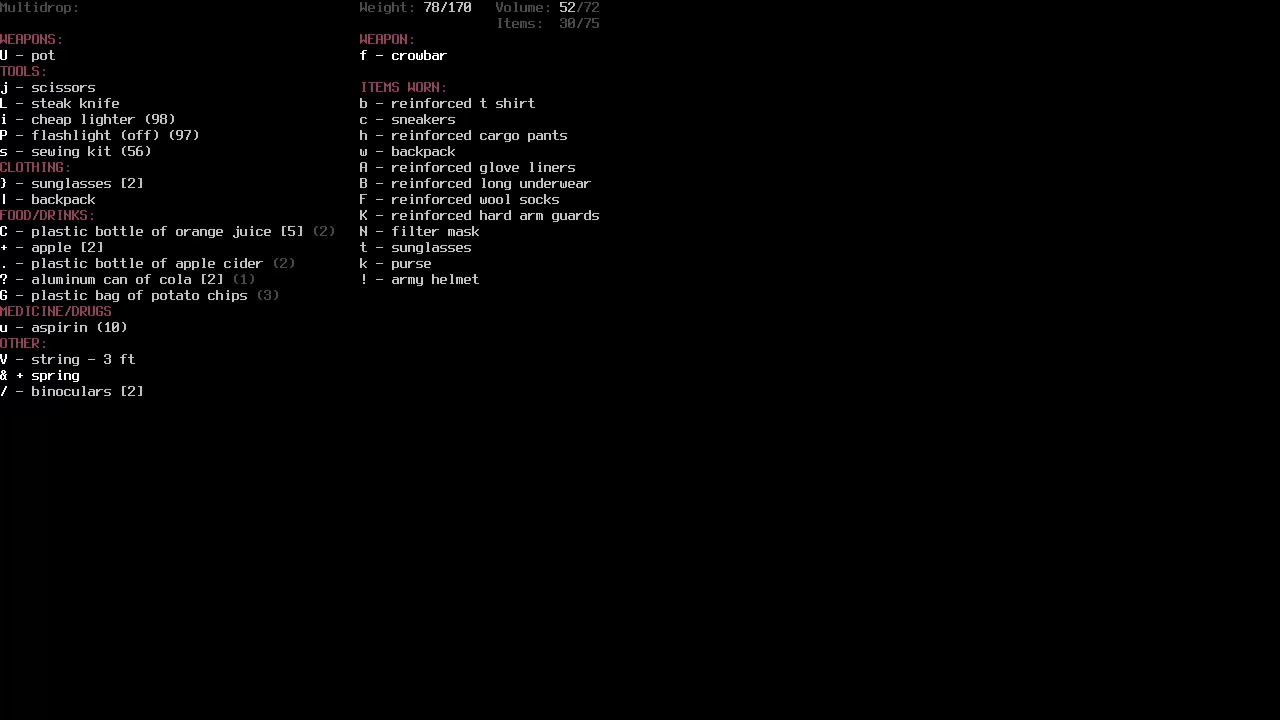 Multidrop: Weight: 78/170 Volume: 52/72
Items: 30/75
WEAPONS: WEAPON:
U - pot f - crowbar
TOOLS:
j - scissors ITEMS WORN:
L - steak knife b - reinforced t shirt
i - cheap lighter (98) c - sneakers
P - flashlight (off) (97) h - reinforced cargo pants
s - sewing kit (56) w - backpack
CLOTHING: A - reinforced glove liners
} - sunglasses [2] B - reinforced long underwear
| - backpack F - reinforced wool socks
FOOD/DRINKS: K - reinforced hard arm guards
C - plastic bottle of orange juice [5] (2) N - filter mask
+ - apple [2] t - sunglasses
. - plastic bottle of apple cider (2) k - purse
? - aluminum can of cola [2] (1) ! - army helmet
G - plastic bag of potato chips (3)
MEDICINE/DRUGS
u - aspirin (10)
OTHER:
V - string - 3 ft
& + spring
/ - binoculars [2]